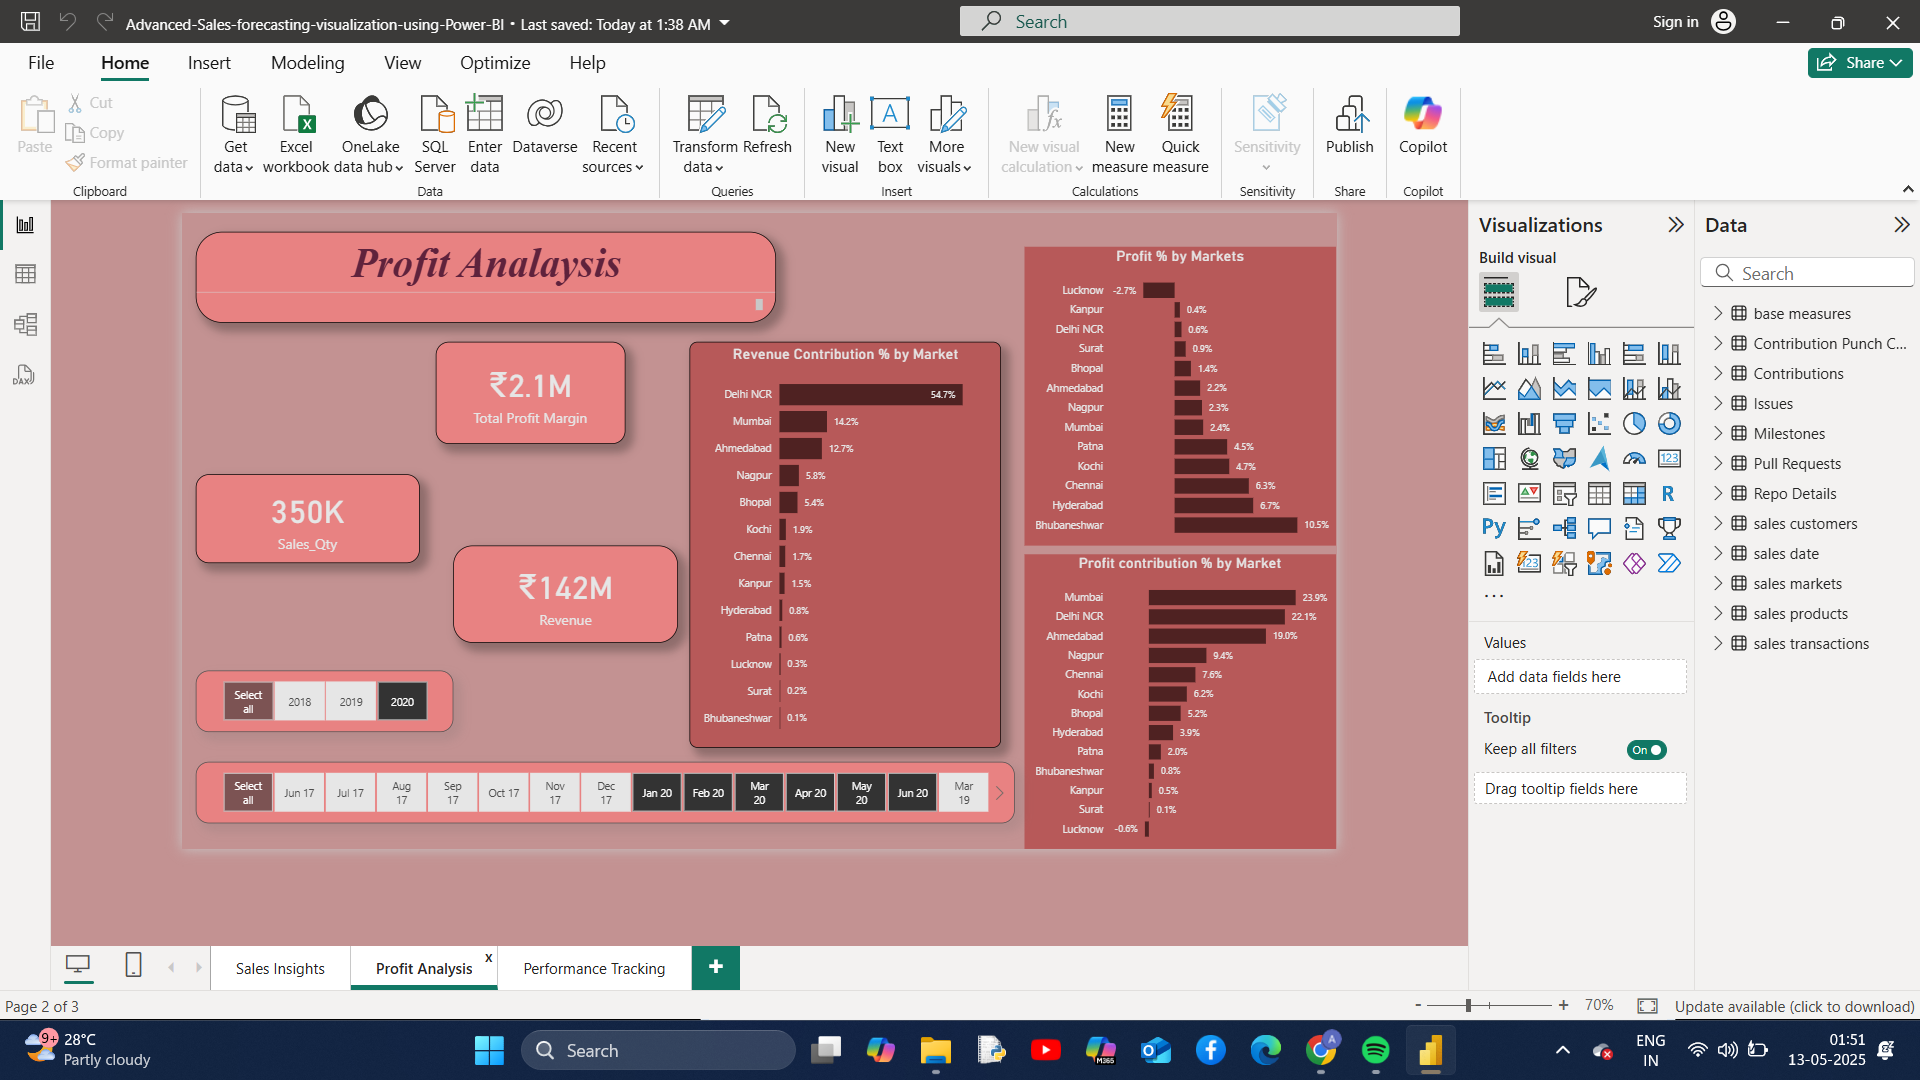 Advanced-Sales-forecasting-visualization-using-Power-BI • Last saved: Today at 1:38 AM
Search
Sign in
File
Home
Insert
Modeling
View
Optimize
Help
Share
Paste
Cut
Copy
Format painter
Clipboard
Get
data
Excel
workbook
OneLake
data hub
SQL
Server
Enter
data
Dataverse
Recent
sources
Data
Transform
data
Refresh
Queries
New
visual
Text
box
More
visuals
Insert
New visual
calculation
New
measure
Quick
measure
Calculations
Sensitivity
Sensitivity
Publish
Share
Copilot
Copilot
Profit Analaysis
₹2.1M
Total Profit Margin
350K
Sales_Qty
₹142M
Revenue
Select
all
2018
2019
2020
Select
all
Jun 17
Jul 17
Aug
17
Sep
17
Oct 17
Nov
17
Dec
17
Jan 20
Feb 20
Mar
20
Apr 20
May
20
Jun 20
Mar
19
Revenue Contribution % by Market
Delhi NCR 54.7%
Mumbai 14.2%
Ahmedabad 12.7%
Nagpur 5.8%
Bhopal 5.4%
Kochi 1.9%
Chennai 1.7%
Kanpur 1.5%
Hyderabad 0.8%
Patna 0.6%
Lucknow 0.3%
Surat 0.2%
Bhubaneshwar 0.1%
Profit % by Markets
Lucknow -2.7%
Kanpur 0.4%
Delhi NCR 0.6%
Surat 0.9%
Bhopal 1.4%
Ahmedabad 2.2%
Nagpur 2.3%
Mumbai 2.4%
Patna 4.5%
Kochi 4.7%
Chennai 6.3%
Hyderabad 6.7%
Bhubaneshwar 10.5%
Profit contribution % by Market
Mumbai 23.9%
Delhi NCR 22.1%
Ahmedabad 19.0%
Nagpur 9.4%
Chennai 7.6%
Kochi 6.2%
Bhopal 5.2%
Hyderabad 3.9%
Patna 2.0%
Bhubaneshwar 0.8%
Kanpur 0.5%
Surat 0.1%
Lucknow -0.6%
Visualizations
Build visual
R
Py
123
123
...
Values
Add data fields here
Tooltip
Keep all filters
On
Drag tooltip fields here
Data
Search
base measures
Contribution Punch C...
Contributions
Issues
Milestones
Pull Requests
Repo Details
sales customers
sales date
sales markets
sales products
sales transactions
DAX
Sales Insights
Profit Analysis
x
Performance Tracking
+
Page 2 of 3
- + 70%
Update available (click to download)
9+
28°C
Partly cloudy
Search
M365
A
ENG
IN
01:51
13-05-2025